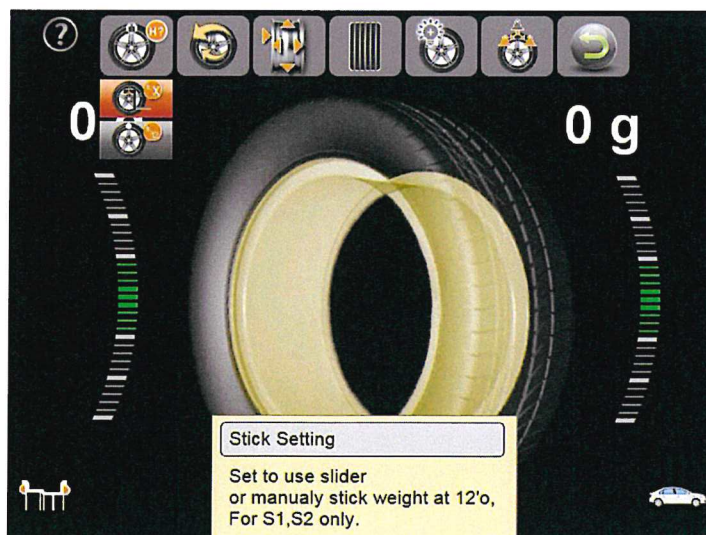 ?
H?
X
0
0 g
Stick Setting
Set to use slider
or manualy stick weight at 12'o,
For S1,S2 only.